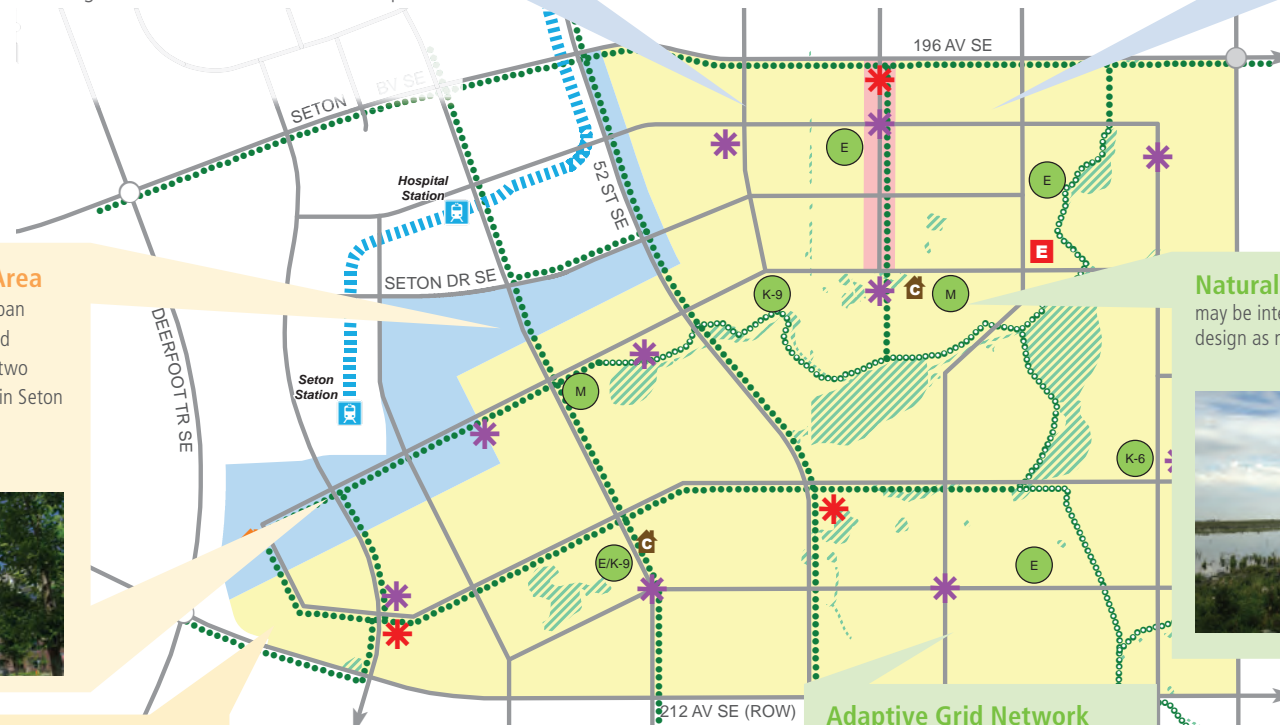 196 AV SE
SETON BV SE
52 ST SE
Hospital
Station
SETON DR SE
DEERFOOT TR SE
Seton
Station
E
E
E
K-9
C
M
M
K-6
C
E/K-9
E
212 AV SE (ROW)
Area
ban
d
two
in Seton
Natural
may be inte
design as n
Adaptive Grid Network